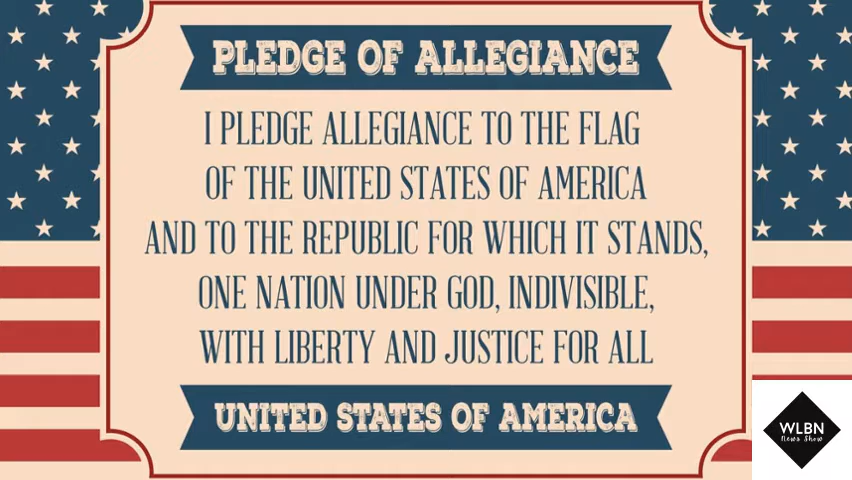 PLEDGE OF ALLEGIANCE
I PLEDGE ALLEGIANCE TO THE FLAG
OF THE UNITED STATES OF AMERICA
AND TO THE REPUBLIC FOR WHICH IT STANDS,
ONE NATION UNDER GOD, INDIVISIBLE,
WITH LIBERTY AND JUSTICE FOR ALL
UNITED STATES OF AMERICA
WLBN
News Show